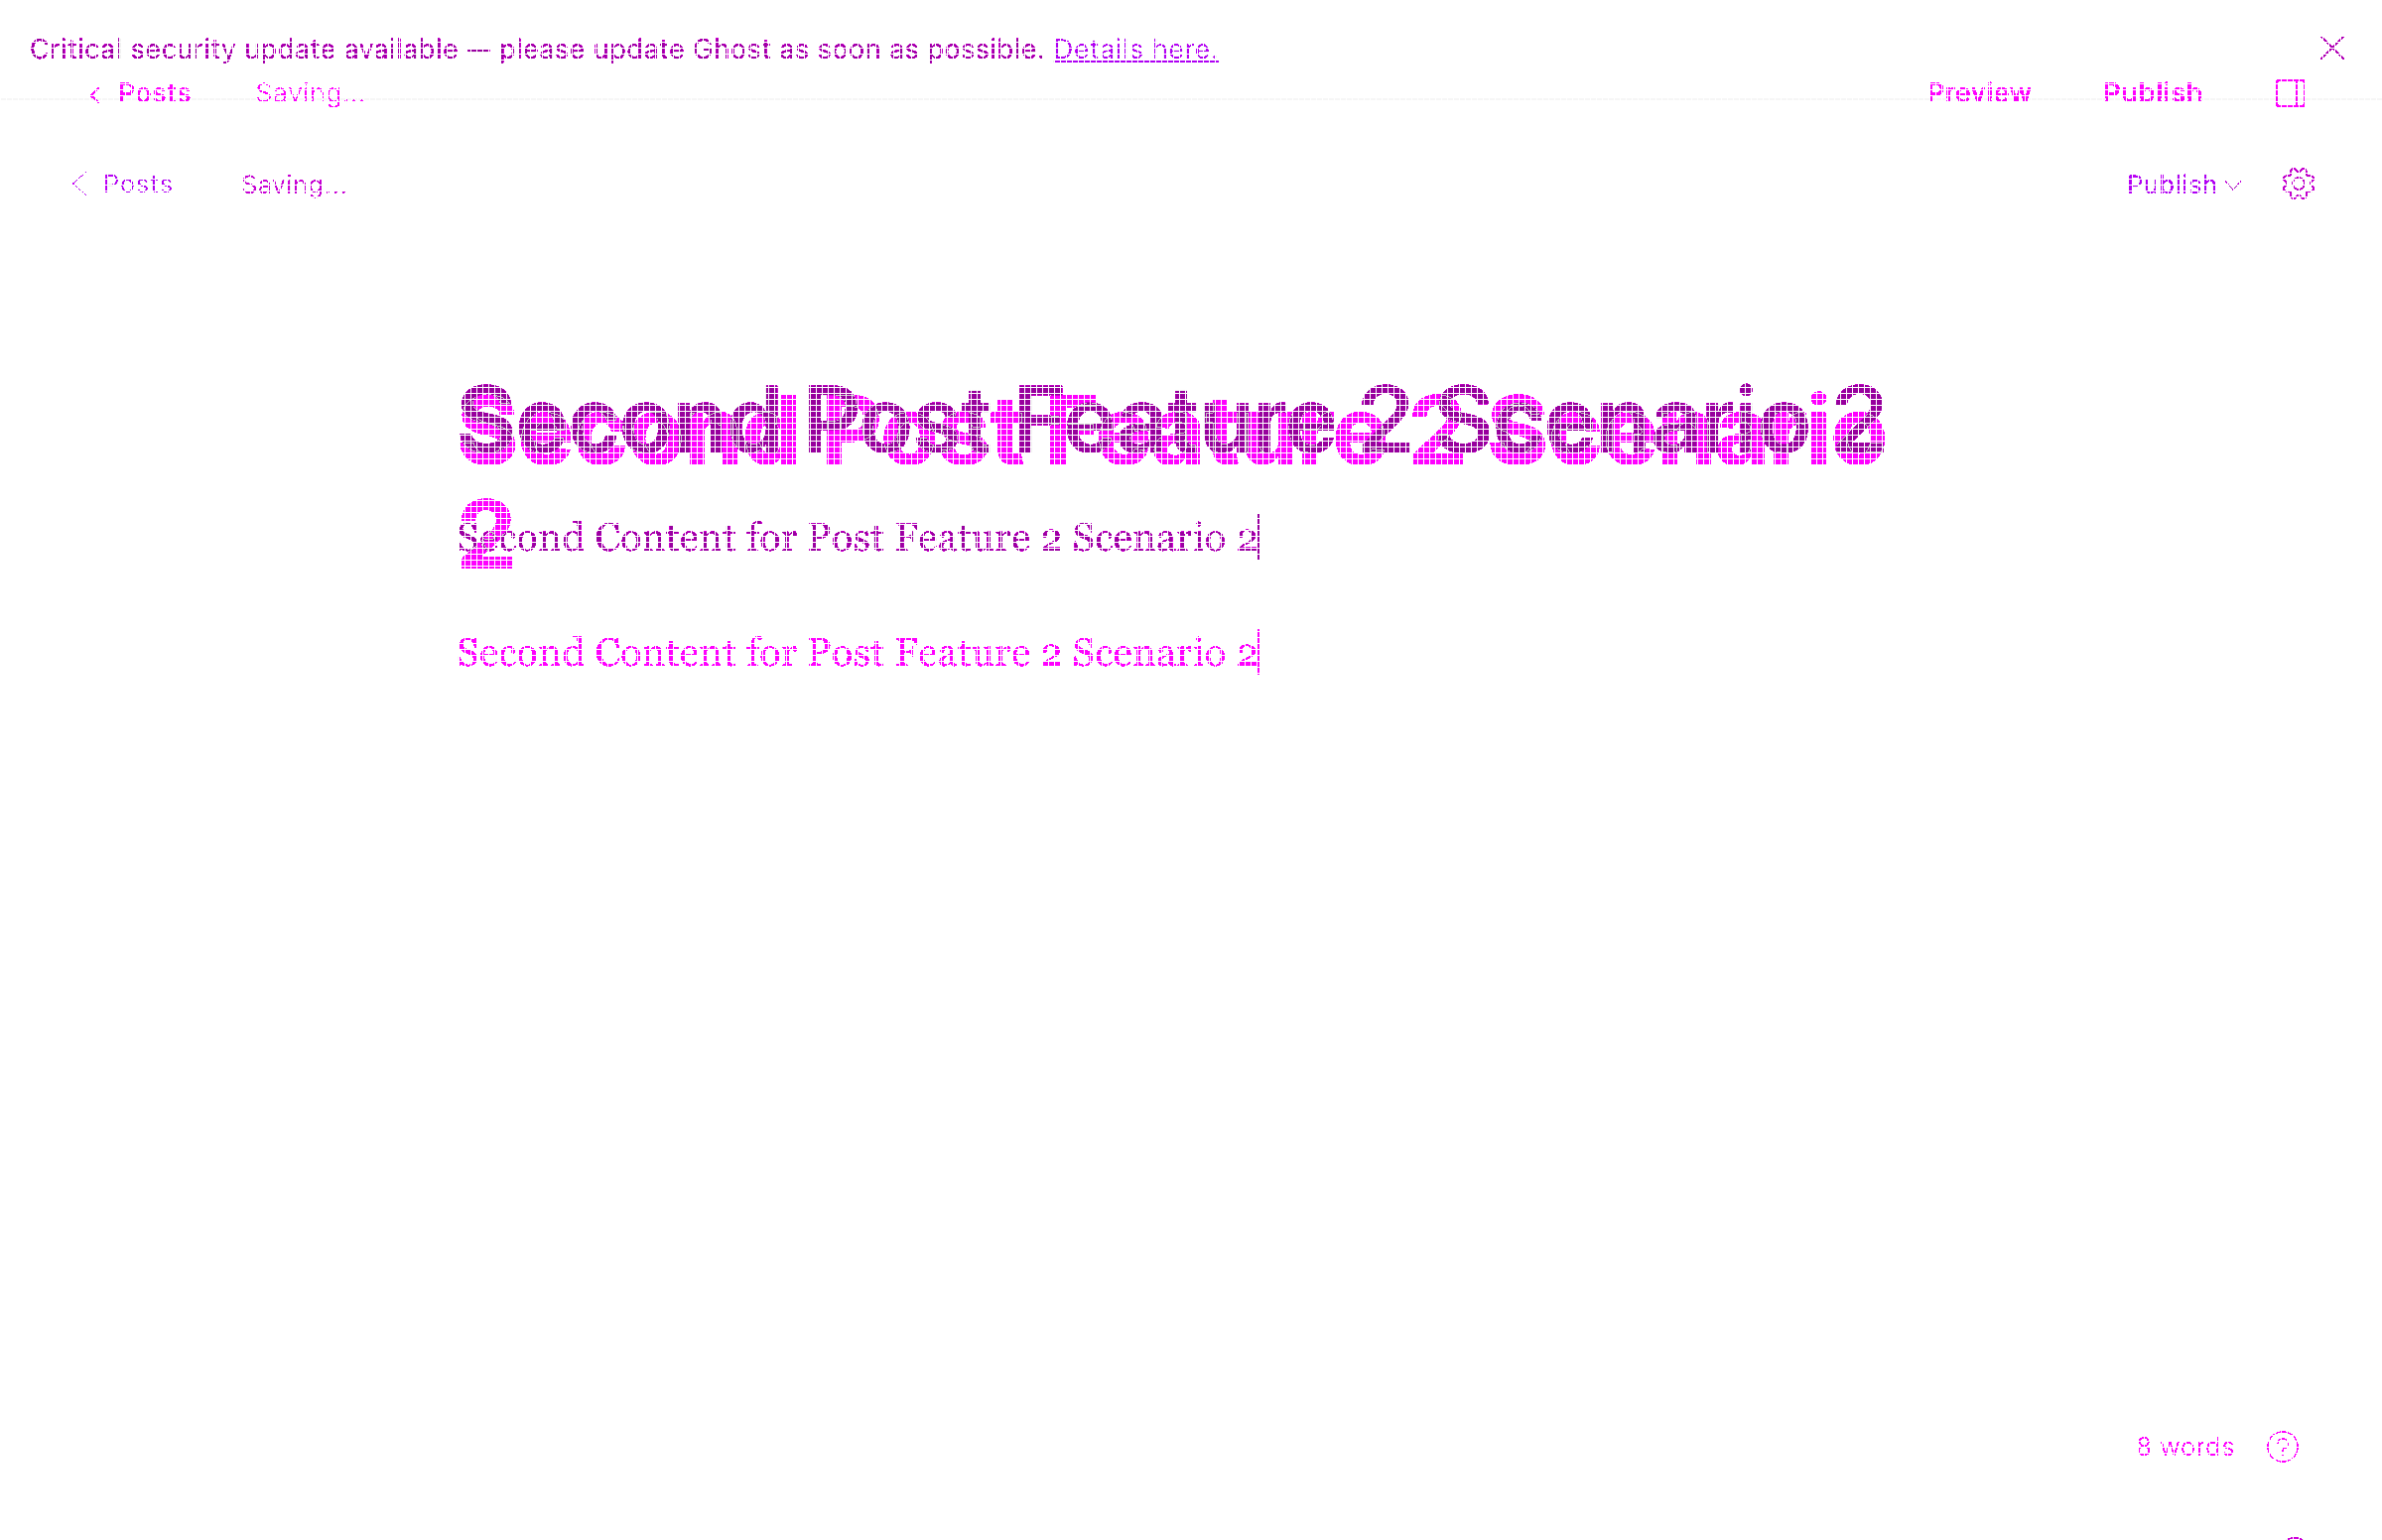 Critical security update available — please update Ghost as soon as possible. Details here.
Posts Saving... Preview Publish
Posts Saving... Publish
Second Post Feature 2 Scenario 2
Second Post Feature 2 Scenario
2
Second Content for Post Feature 2 Scenario 2
Second Content for Post Feature 2 Scenario 2
8 words